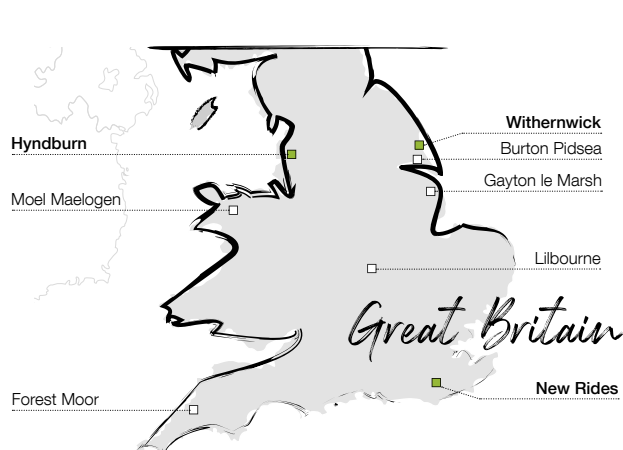 Withernwick
Hyndburn
Burton Pidsea
Gayton le Marsh
Moel Maelogen
Lilbourne
Great Britain
New Rides
Forest Moor